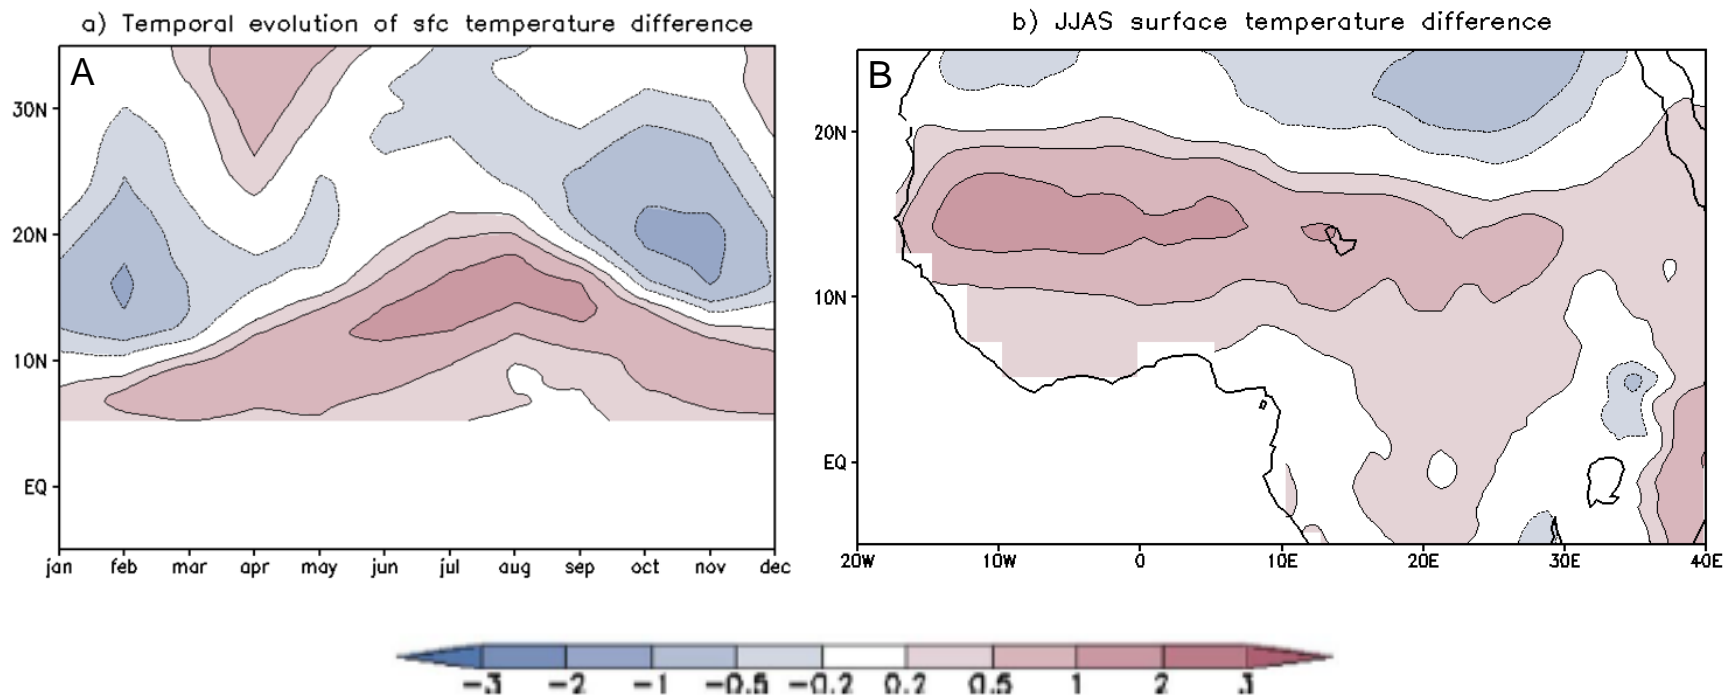 a) Temporal evolution of sfc temperature difference
b) JJAS surface temperature difference
A
B
30N
20N
10N
EQ
jan feb mar apr may jun jul aug sep oct nov dec
20N
10N
EQ
20W 10W 0 10E 20E 30E 40E
-3 -2 -1 -0.5 -0.2 0.2 0.5 1 2 3